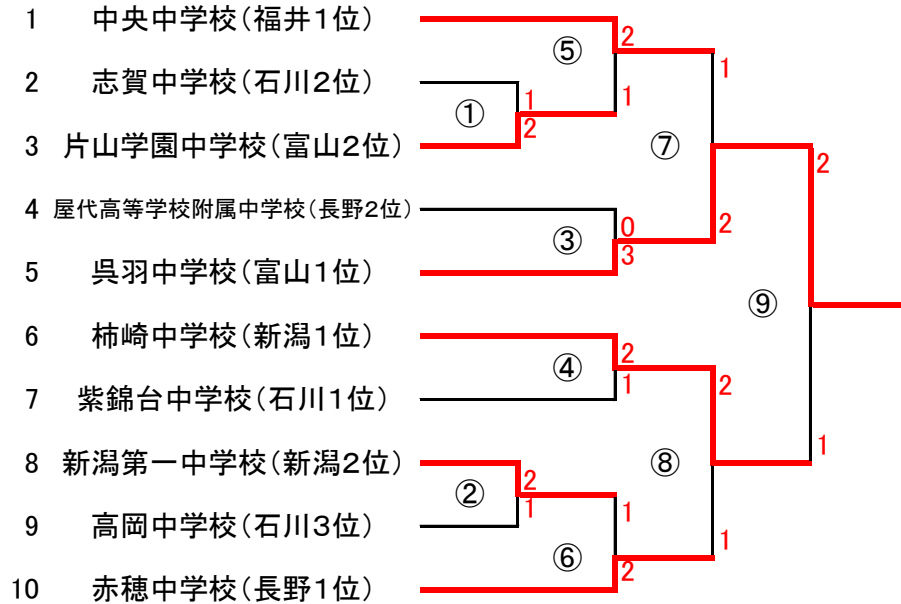 1 中央中学校(福井1位)
2 志賀中学校(石川2位)
3 片山学園中学校(富山2位)
4 屋代高等学校附属中学校(長野2位)
5 呉羽中学校(富山1位)
6 柿崎中学校(新潟1位)
7 紫錦台中学校(石川1位)
8 新潟第一中学校(新潟2位)
9 高岡中学校(石川3位)
10 赤穂中学校(長野1位)
① 1 2
② 2 1
⑤ 2 1
③ 0 3
④ 2 1
⑥ 1 2
⑦ 1 2
⑧ 2 1
⑨ 2 1